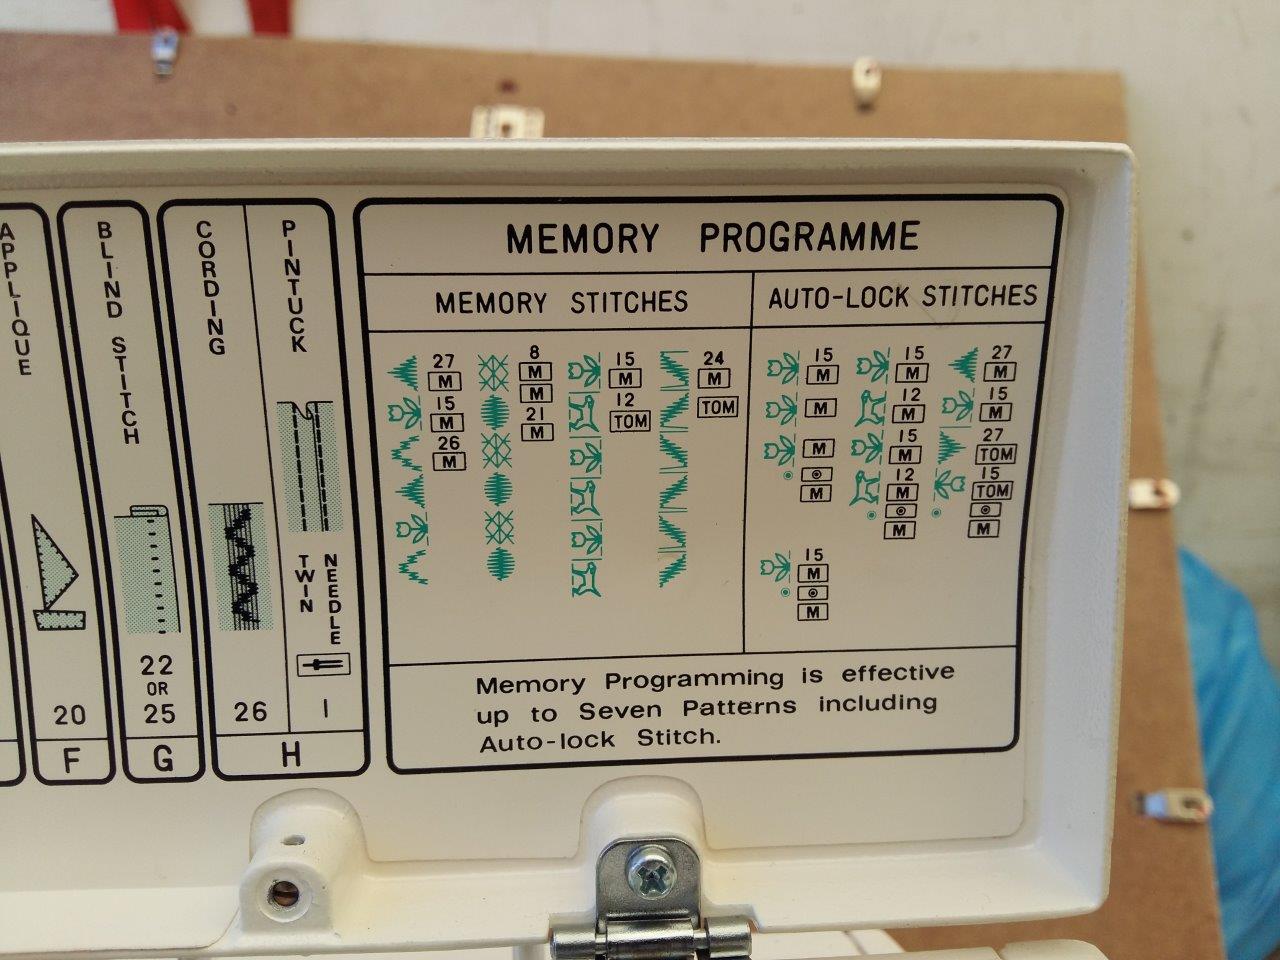 APPLIQUE
20
F
BLIND STITCH
22
OR
25
G
CORDING
26
PINTUCK
TWIN NEEDLE
I
H
MEMORY PROGRAMME
MEMORY STITCHES
27
M
15
M
26
M
8
M
M
21
M
15
M
12
TOM
24
M
TOM
AUTO-LOCK STITCHES
15
M
M
M
M
15
M
M
15
M
12
M
15
M
12
M
M
27
M
15
M
27
TOM
15
TOM
M
Memory Programming is effective
up to Seven Patterns including
Auto-lock Stitch.